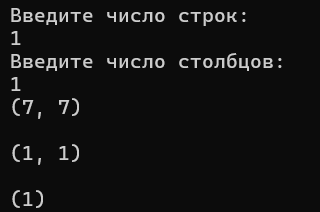 Введите число строк:
1
Введите число столбцов:
1
(7, 7)
(1, 1)
(1)